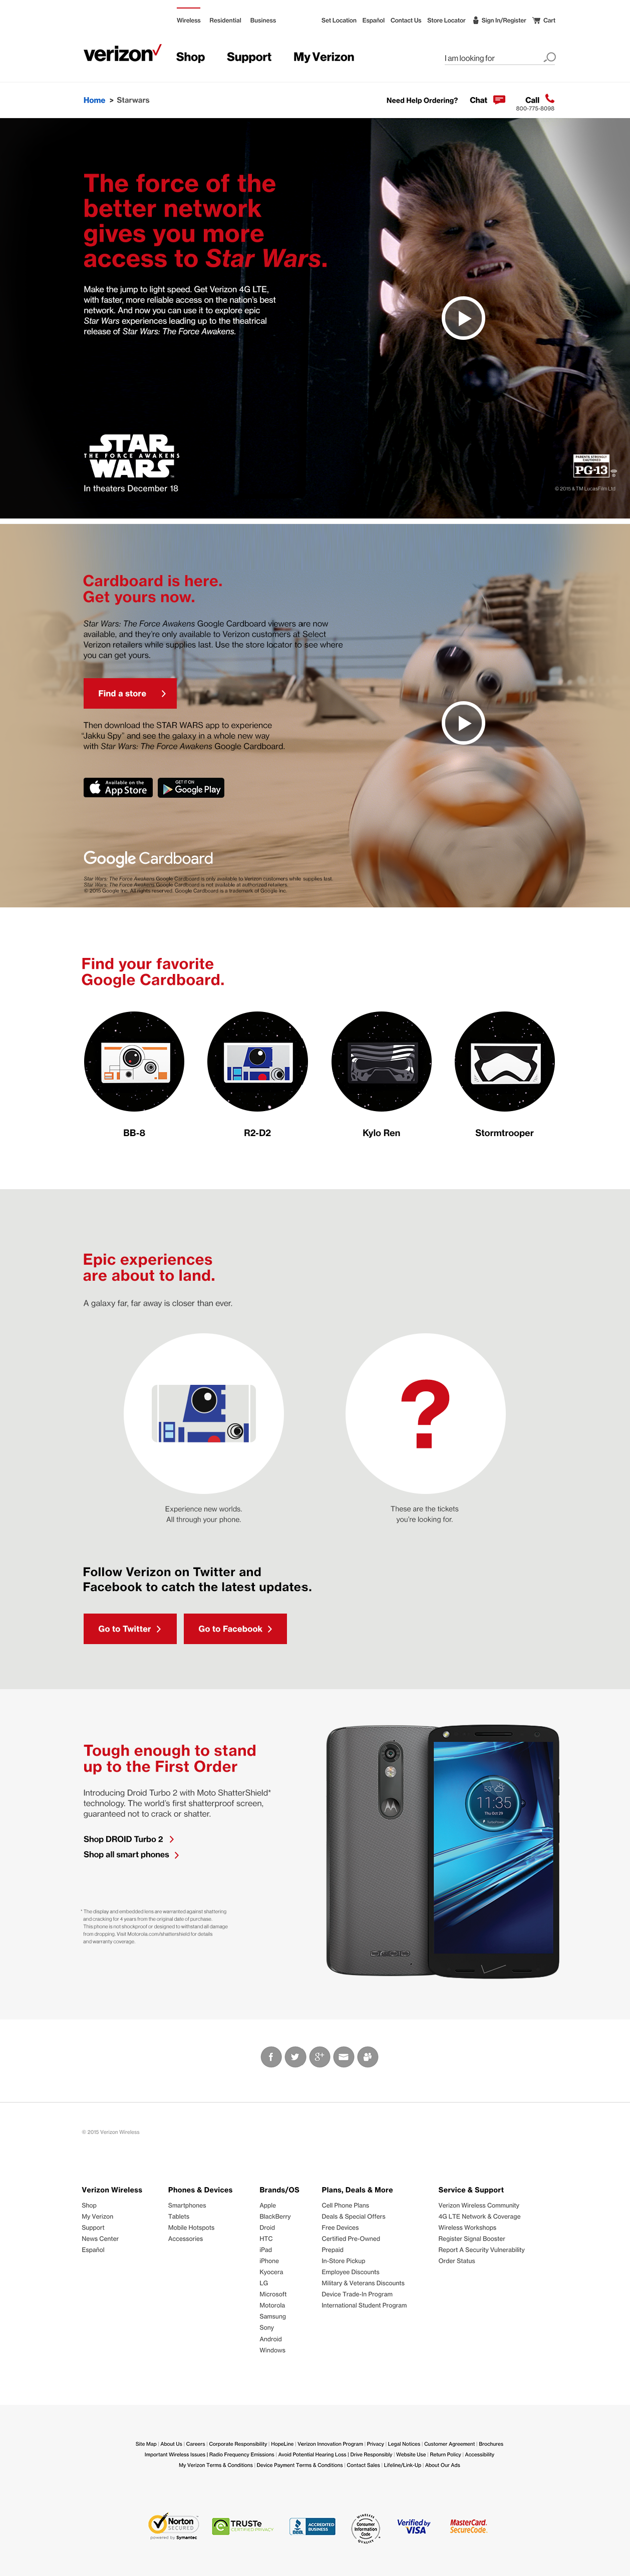 Wireless Residential Business Set Location Español Contact Us Store Locator Sign In/Register Cart
verizon Shop Support My Verizon I am looking for
Home > Starwars Need Help Ordering? Chat Call
800-775-8098
The force of the
better network
gives you more
access to Star Wars.
Make the jump to light speed. Get Verizon 4G LTE,
with faster, more reliable access on the nation's best
network. And now you can use it to explore epic
Star Wars experiences leading up to the theatrical
release of Star Wars: The Force Awakens.
STAR
THE FORCE AWAKENS
WARS
In theaters December 18
PARENTS STRONGLY CAUTIONED
PG-13
© 2015 & TM Lucasfilm Ltd.
Cardboard is here.
Get yours now.
Star Wars: The Force Awakens Google Cardboard viewers are now
available, and they're only available to Verizon customers at Select
Verizon retailers while supplies last. Use the store locator to see where
you can get yours.
Find a store
Then download the STAR WARS app to experience
"Jakku Spy" and see the galaxy in a whole new way
with Star Wars: The Force Awakens Google Cardboard.
Available on the App Store GET IT ON Google Play
Google Cardboard
Star Wars: The Force Awakens Google Cardboard is only available to Verizon customers while supplies last.
Star Wars: The Force Awakens Google Cardboard is not available at authorized retailers.
© 2015 Google Inc. All rights reserved. Google Cardboard is a trademark of Google Inc.
Find your favorite
Google Cardboard.
BB-8 R2-D2 Kylo Ren Stormtrooper
Epic experiences
are about to land.
A galaxy far, far away is closer than ever.
?
Experience new worlds. These are the tickets
All through your phone. you're looking for.
Follow Verizon on Twitter and
Facebook to catch the latest updates.
Go to Twitter Go to Facebook
Tough enough to stand
up to the First Order
Introducing Droid Turbo 2 with Moto ShatterShield*
technology. The world's first shatterproof screen,
guaranteed not to crack or shatter.
Shop DROID Turbo 2
Shop all smart phones
11:35
Thu Oct 29
* The display and embedded lens are warranted against shattering
and cracking for 4 years from the original date of purchase.
This phone is not shockproof or designed to withstand all damage
from dropping. Visit Motorola.com/shattershield for details
and warranty coverage.
© 2015 Verizon Wireless
Verizon Wireless Phones & Devices Brands/OS Plans, Deals & More Service & Support
Shop Smartphones Apple Cell Phone Plans Verizon Wireless Community
My Verizon Tablets BlackBerry Deals & Special Offers 4G LTE Network & Coverage
Support Mobile Hotspots Droid Free Devices Wireless Workshops
News Center Accessories HTC Certified Pre-Owned Register Signal Booster
Español iPad Prepaid Report A Security Vulnerability
iPhone In-Store Pickup Order Status
Kyocera Employee Discounts
LG Military & Veterans Discounts
Microsoft Device Trade-In Program
Motorola International Student Program
Samsung
Sony
Android
Windows
Site Map | About Us | Careers | Corporate Responsibility | HopeLine | Verizon Innovation Program | Privacy | Legal Notices | Customer Agreement | Brochures
Important Wireless Issues | Radio Frequency Emissions | Avoid Potential Hearing Loss | Drive Responsibly | Website Use | Return Policy | Accessibility
My Verizon Terms & Conditions | Device Payment Terms & Conditions | Contact Sales | Lifeline/Link-Up | About Our Ads
Norton SECURED powered by Symantec TRUSTe CERTIFIED PRIVACY BBB ACCREDITED BUSINESS WIRELESS Consumer Information Code Verified by VISA MasterCard. SecureCode.